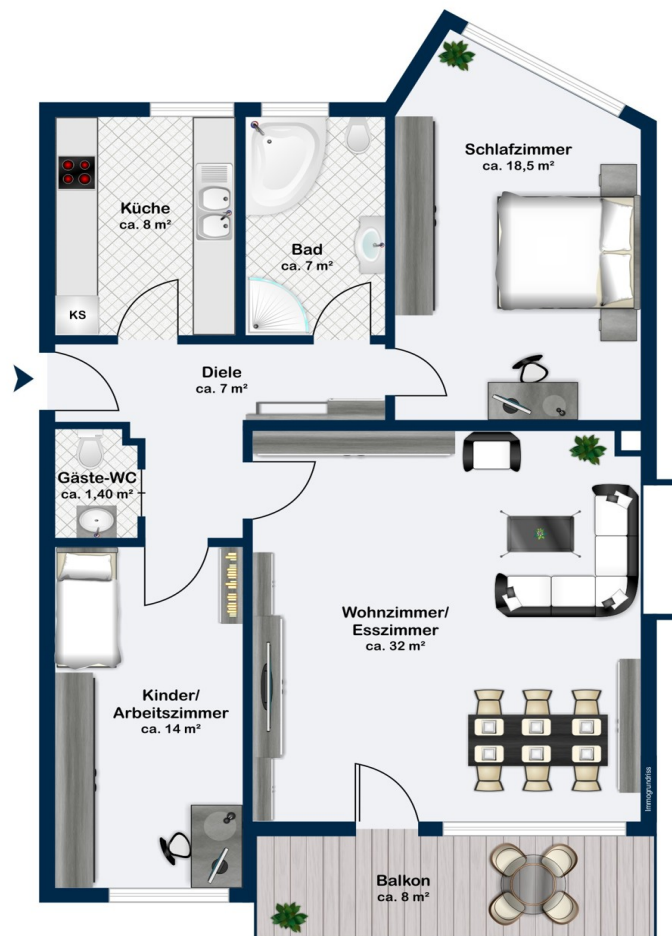 Schlafzimmer
ca. 18,5 m²
Küche
ca. 8 m²
Bad
ca. 7 m²
KS
Diele
ca. 7 m²
Gäste-WC
ca. 1,40 m²
Wohnzimmer/
Esszimmer
ca. 32 m²
Kinder/
Arbeitszimmer
ca. 14 m²
Immogrundriss
Balkon
ca. 8 m²